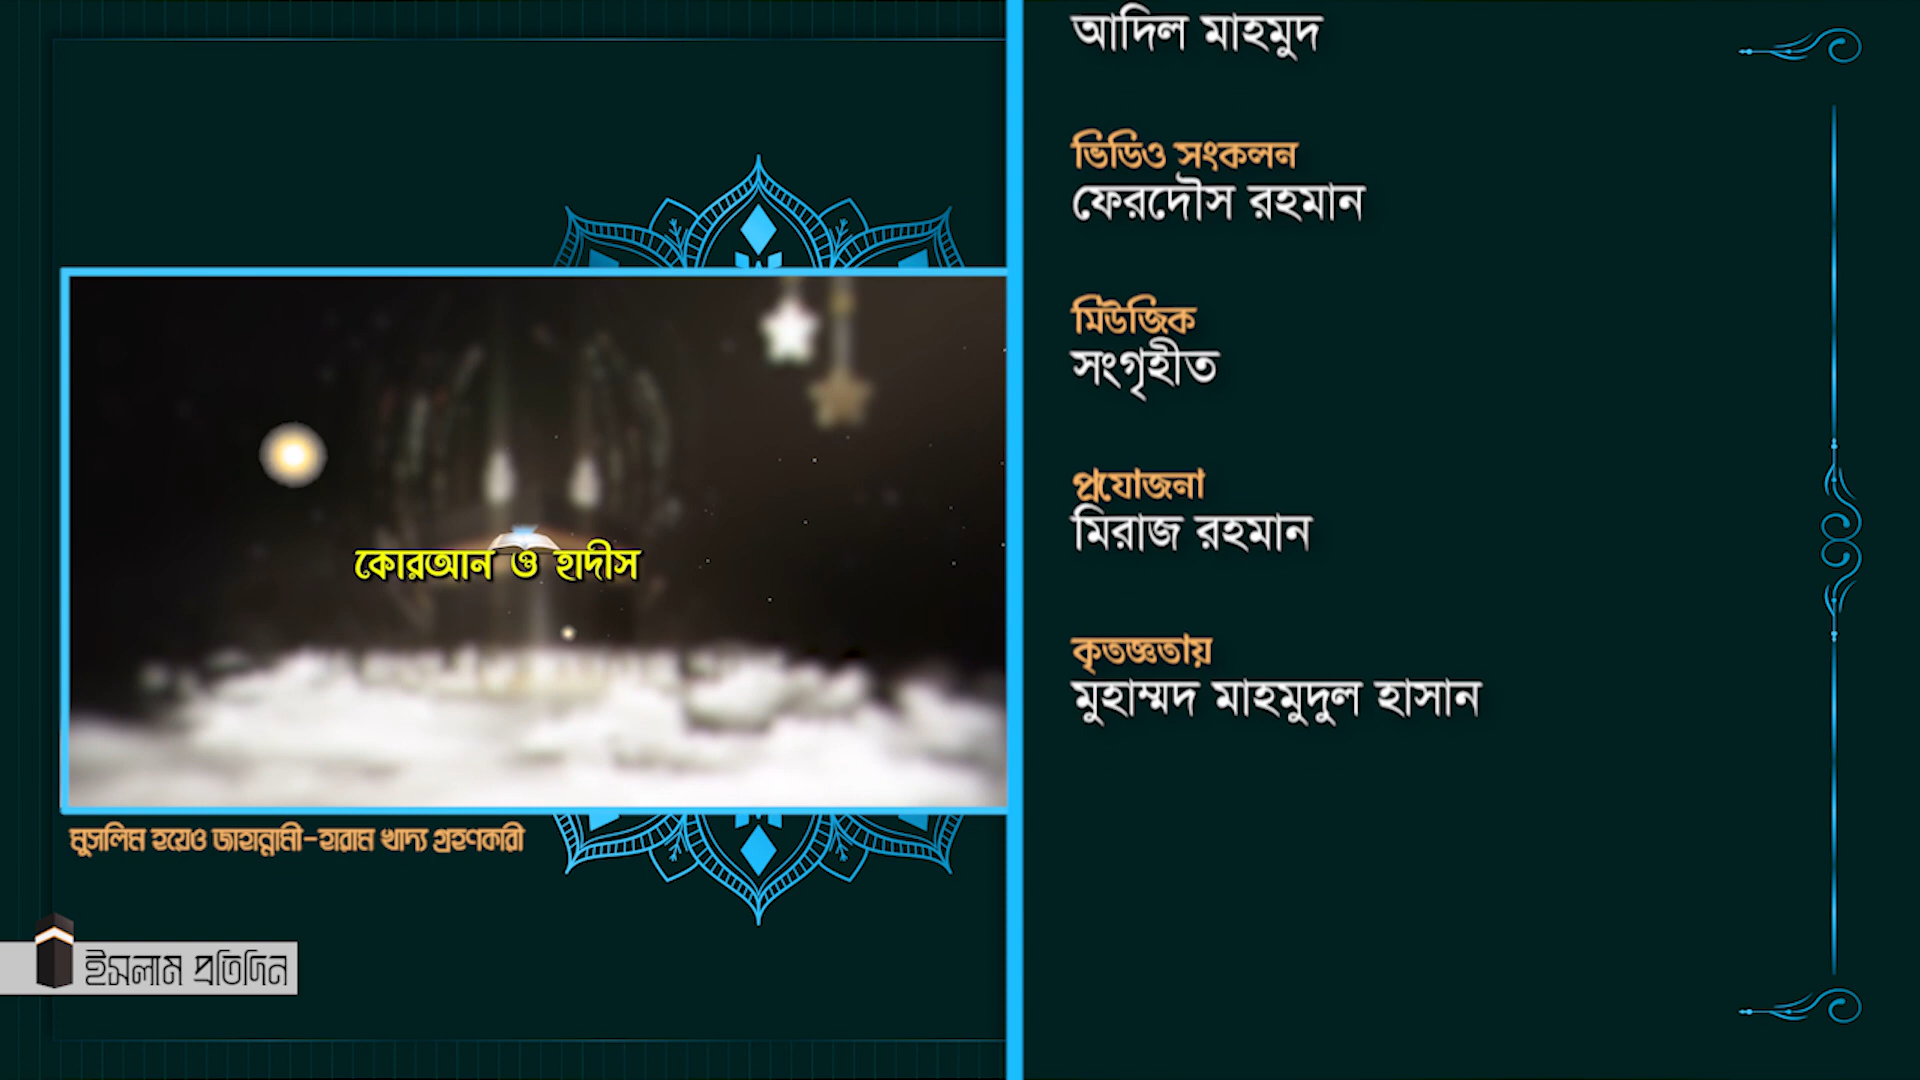 কোরআন ও হাদীস
মুসলিম হয়েও জাহান্নামী-হারাম খাদ্য গ্রহণকারী
ইসলাম প্রতিদিন
আদিল মাহমুদ
ভিডিও সংকলন
ফেরদৌস রহমান
মিউজিক
সংগৃহীত
প্রযোজনা
মিরাজ রহমান
কৃতজ্ঞতায়
মুহাম্মদ মাহমুদুল হাসান